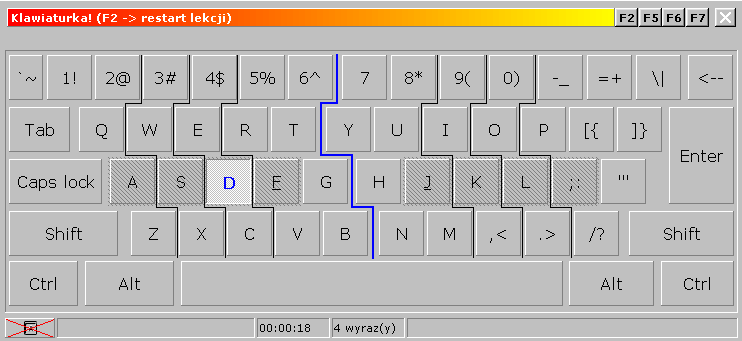 Klawiaturka! (F2 -> restart lekcji) F2 F5 F6 F7
`~ 1! 2@ 3# 4$ 5% 6^ 7 8* 9( 0) -_ =+ \| <--
Tab Q W E R T Y U I O P [{ ]} Enter
Caps lock A S D F G H J K L ;: '"
Shift Z X C V B N M ,< .> /? Shift
Ctrl Alt Alt Ctrl
00:00:18 4 wyraz(y)